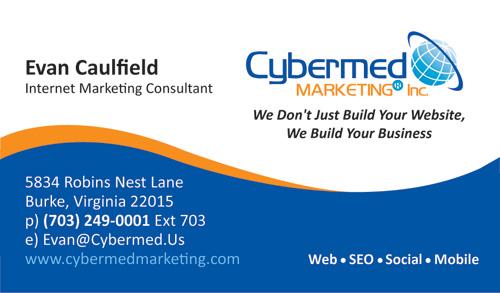 Evan Caulfield
Internet Marketing Consultant
Cybermed
MARKETING® Inc.
We Don't Just Build Your Website,
We Build Your Business
5834 Robins Nest Lane
Burke, Virginia 22015
p) (703) 249-0001 Ext 703
e) Evan@Cybermed.Us
www.cybermedmarketing.com
Web • SEO • Social • Mobile